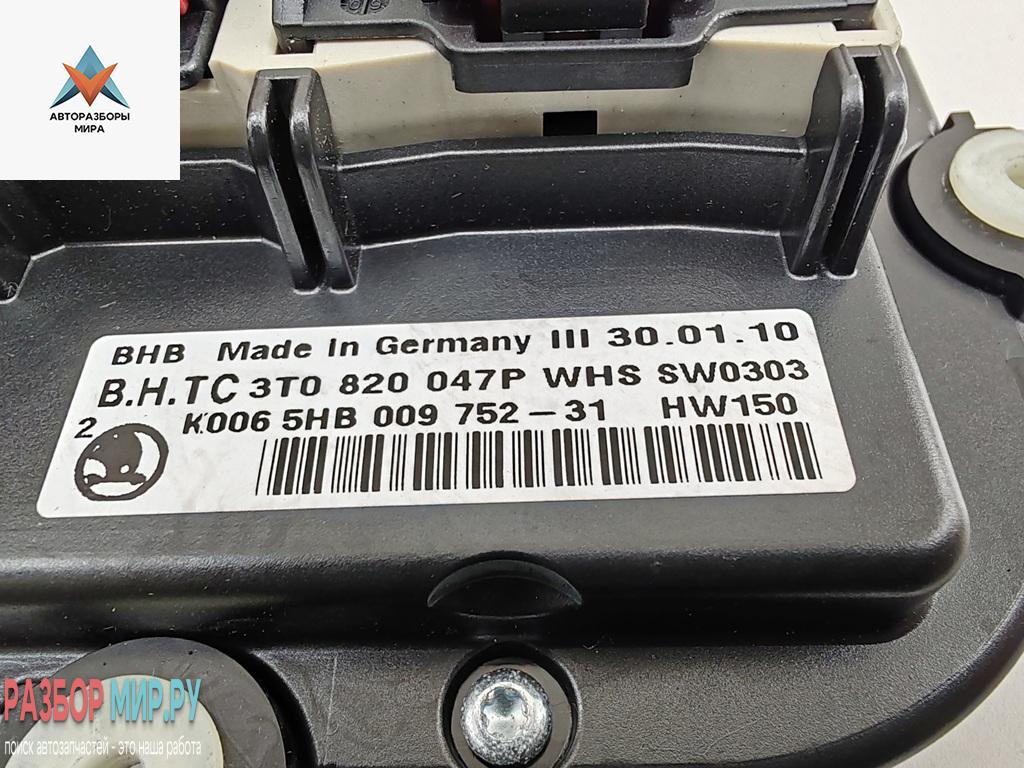 АВТОРАЗБОРЫ
МИРА
BHB Made In Germany III 30.01.10
B.H.TC 3T0 820 047P WHS SW0303
K006 5HB 009 752-31 HW150
2
РАЗБОР МИР.РУ
поиск автозапчастей - это наша работа